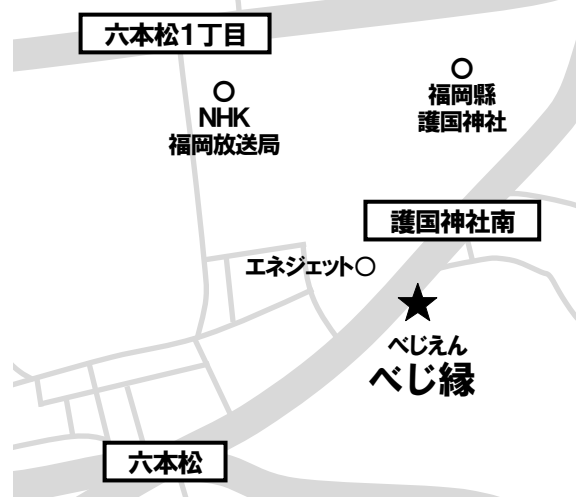 六本松1丁目
NHK
福岡放送局
福岡縣
護国神社
護国神社南
エネジェット
べじえん
べじ縁
六本松